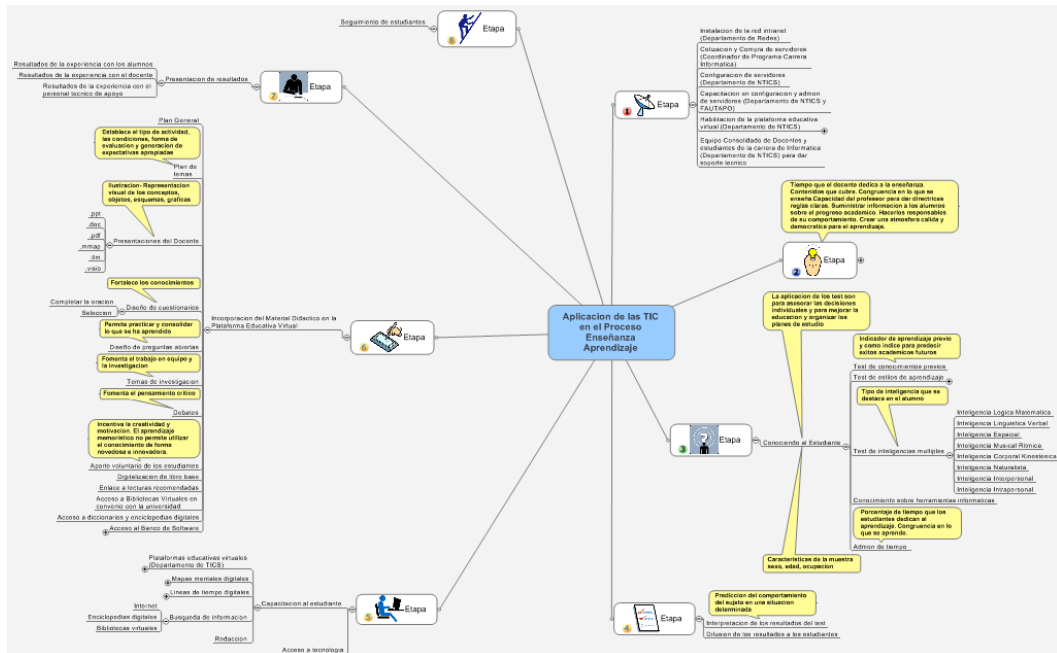 Aplicacion de las TIC
en el Proceso
Enseñanza
Aprendizaje
1
Etapa
Instalacion de la red intranet
(Departamento de Redes)
Cotizacion y Compra de servidores
(Coordinador de Programa Carrera
Informatica)
Configuracion de servidores
(Departamento de NTICS)
Capacitacion en configuracion y admon
de servidores (Departamento de NTICS y
FAUTAPO)
Habilitacion de la plataforma educativa
virtual (Departamento de NTICS)
Equipo Consolidado de Docentes y
estudiantes de la carrera de Informatica
(Departamento de NTICS) para dar
soporte tecnico
Tiempo que el docente dedica a la enseñanza.
Contenidos que cubre. Congruencia en lo que se
enseña.Capacidad del professor para dar directrices
reglas claras. Suministrar informacion a los alumnos
sobre el progreso academico. Hacerlos responsables
de su comportamiento. Crear una atmosfera calida y
democratica para el aprendizaje.
2
Etapa
3
Etapa
Conociendo al Estudiante
La aplicacion de los test son
para asesorar las decisiones
individuales y para mejorar la
educacion y organizar los
planes de estudio
Caracteristicas de la muestra
sexo, edad, ocupacion
Indicador de aprendizaje previo
y como indice para predecir
exitos academicos futuros
Test de conocimientos previos
Test de estilos de aprendizaje
Tipo de inteligencia que se
destaca en el alumno
Test de inteligencias multiples
Inteligencia Logica-Matematica
Inteligencia Linguistica Verbal
Inteligencia Espacial
Inteligencia Musical Ritmica
Inteligencia Corporal Kinestesica
Inteligencia Naturalista
Inteligencia Interpersonal
Inteligencia Intrapersonal
Conocimiento sobre herramientas informaticas
Porcentaje de tiempo que los
estudiantes dedican al
aprendizaje. Congruencia en lo
que se aprende.
Admon de tiempo
4
Etapa
Prediccion del comportamiento
del sujeto en una situacion
determinada
Interpretacion de los resultados del test
Difusion de los resultados a los estudiantes
5
Etapa
Capacitacion al estudiante
Plataformas educativas virtuales
(Departamento de TICS)
Mapas mentales digitales
Lineas de tiempo digitales
Busqueda de informacion
Internet
Enciclopedias digitales
Bibliotecas virtuales
Redaccion
Acceso a tecnologia
6
Etapa
Incorporacion del Material Didactico en la
Plataforma Educativa Virtual
Plan General
Establece el tipo de actividad,
las condiciones, forma de
evaluacion y generacion de
expectativas apropiadas
Plan de
temas
Ilustracion- Representacion
visual de los conceptos,
objetos, esquemas, graficas
Presentaciones del Docente
.ppt
.doc
.pdf
.mmap
.visio
Fortalece los conocimientos
Diseño de cuestionarios
Completar la oracion
Seleccion
Permite practicar y consolidar
lo que se ha aprendido
Diseño de preguntas abiertas
Fomenta el trabajo en equipo y
la investigacion
Temas de investigacion
Fomenta el pensamiento critico
Debates
Incentiva la creatividad y
motivacion. El aprendizaje
memoristico no permite utilizar
el conocimiento de forma
novedosa e innovadora.
Aporte voluntario de los estudiantes
Digitalizacion de libro base
Enlace a lecturas recomendadas
Acceso a Bibliotecas Virtuales en
convenio con la universidad
Acceso a diccionarios y enciclopedias digitales
Acceso al Banco de Software
7
Etapa
Presentacion de resultados
Resultados de la experiencia con los alumnos
Resultados de la experiencia con el docente
Resultados de la experiencia con el
personal tecnico de apoyo
8
Etapa
Seguimiento de estudiantes